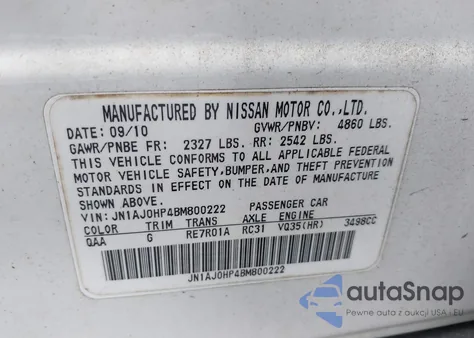 MANUFACTURED BY NISSAN MOTOR CO.,LTD.
DATE: 09/10 GVWR/PNBV: 4860 LBS.
GAWR/PNBE FR: 2327 LBS. RR: 2542 LBS.
THIS VEHICLE CONFORMS TO ALL APPLICABLE FEDERAL
MOTOR VEHICLE SAFETY,BUMPER,AND THEFT PREVENTION
STANDARDS IN EFFECT ON THE DATE OF MANUFACTURE
SHOWN ABOVE.
VIN: JN1AJ0HP4BM800222 PASSENGER CAR
COLOR TRIM TRANS AXLE ENGINE
QAA G RE7R01A RC31 VQ35(HR) 3498CC
JN1AJ0HP4BM800222
autoSnap
Pewne auta z aukcji USA i EU